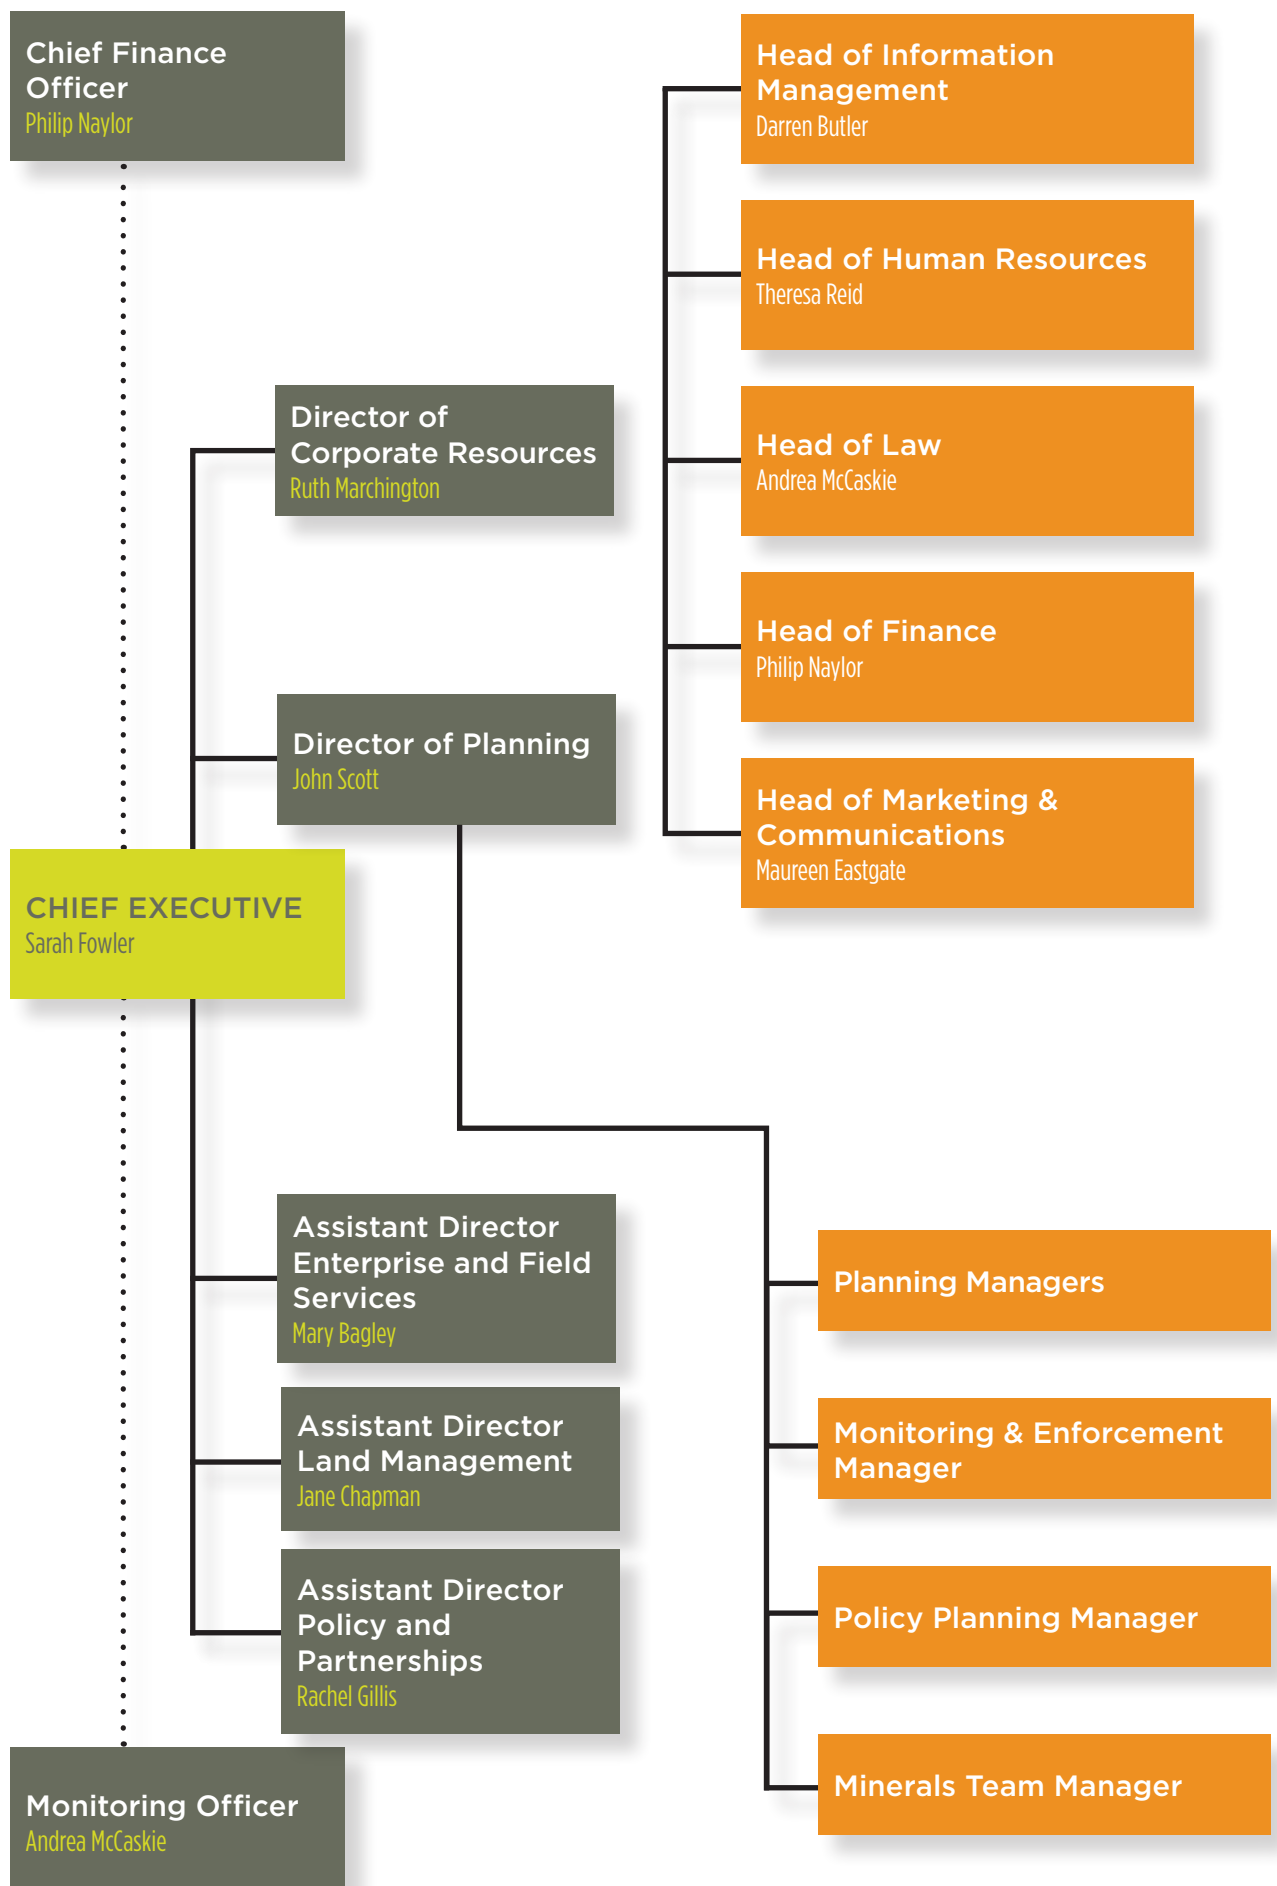 Chief Finance
Officer
Philip Naylor
Head of Information
Management
Darren Butler
Head of Human Resources
Theresa Reid
Director of
Corporate Resources
Ruth Marchington
Head of Law
Andrea McCaskie
Head of Finance
Philip Naylor
Director of Planning
John Scott
Head of Marketing &
Communications
Maureen Eastgate
CHIEF EXECUTIVE
Sarah Fowler
Assistant Director
Enterprise and Field
Services
Mary Bagley
Planning Managers
Assistant Director
Land Management
Jane Chapman
Monitoring & Enforcement
Manager
Assistant Director
Policy and
Partnerships
Rachel Gillis
Policy Planning Manager
Minerals Team Manager
Monitoring Officer
Andrea McCaskie